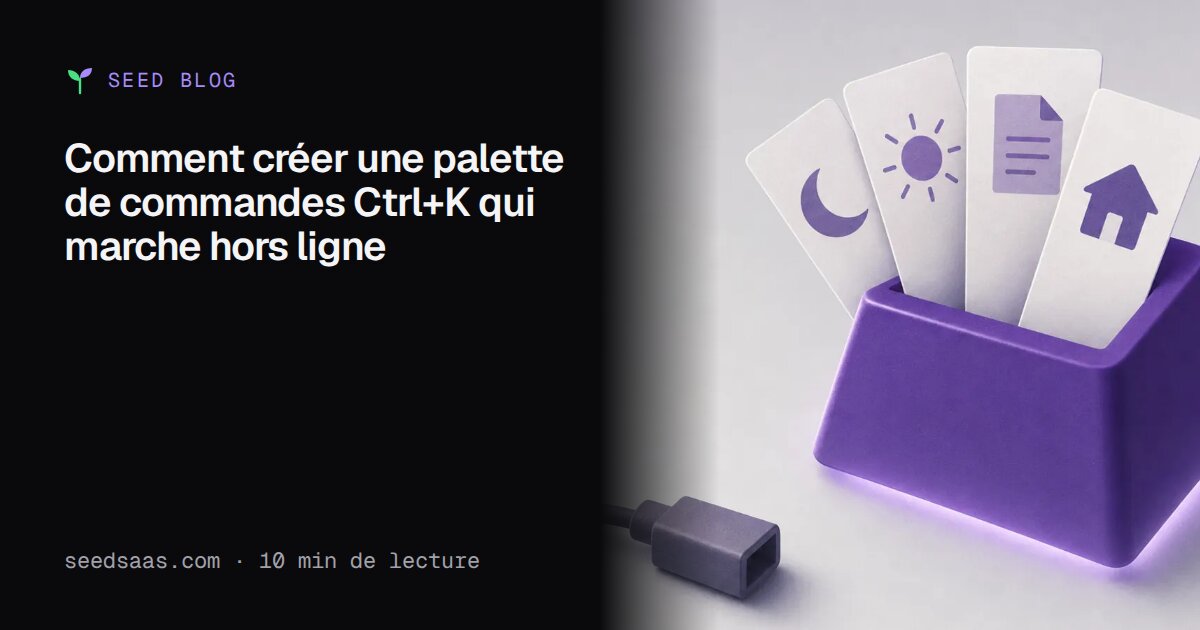 SEED BLOG
Comment créer une palette
de commandes Ctrl+K qui
marche hors ligne
seedsaas.com · 10 min de lecture